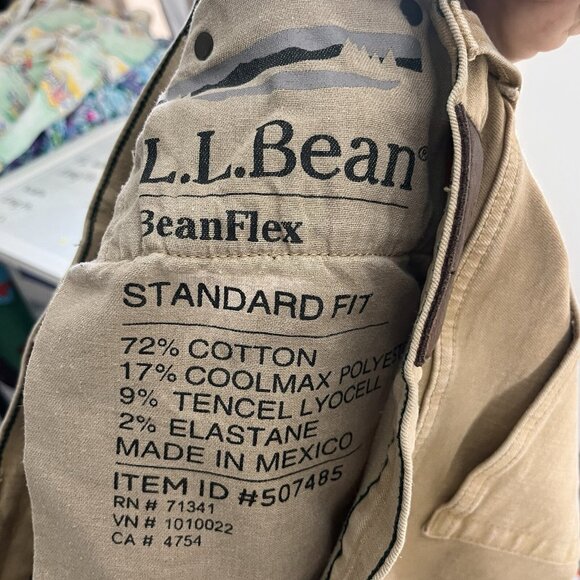 L.L.Bean®
BeanFlex
STANDARD FIT
72% COTTON
17% COOLMAX
9% TENCEL LYOCELL
2% ELASTANE
MADE IN MEXICO
ITEM ID #507485
RN # 71341
VN # 1010022
CA # 4754